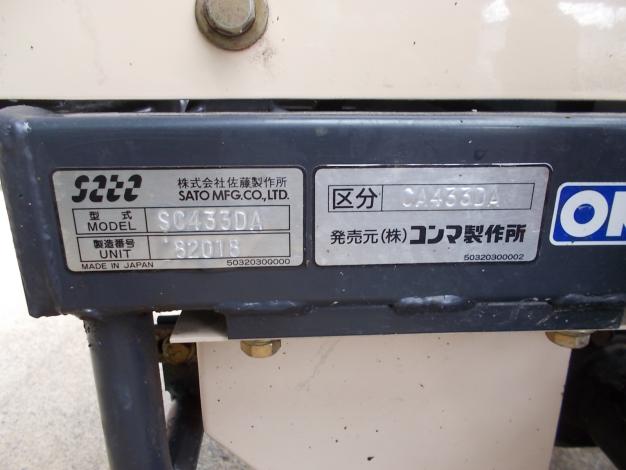 sato
株式会社佐藤製作所
SATO MFG.CO.,LTD.
型式
MODEL
SC433DA
製造番号
UNIT
82018
MADE IN JAPAN
50320300000
区分
CA433DA
発売元(株)コンマ製作所
50320300002